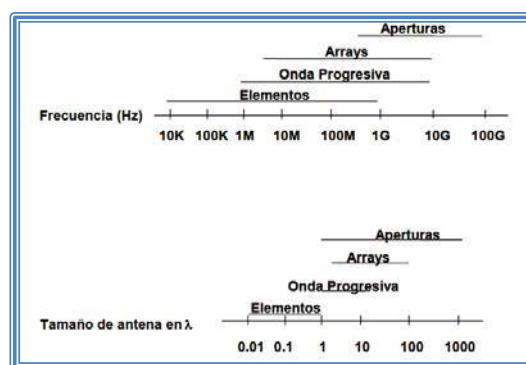 Aperturas
Arrays
Onda Progresiva
Elementos
Frecuencia (Hz)
10K 100K 1M 10M 100M 1G 10G 100G
Aperturas
Arrays
Onda Progresiva
Elementos
Tamaño de antena en λ
0.01 0.1 1 10 100 1000